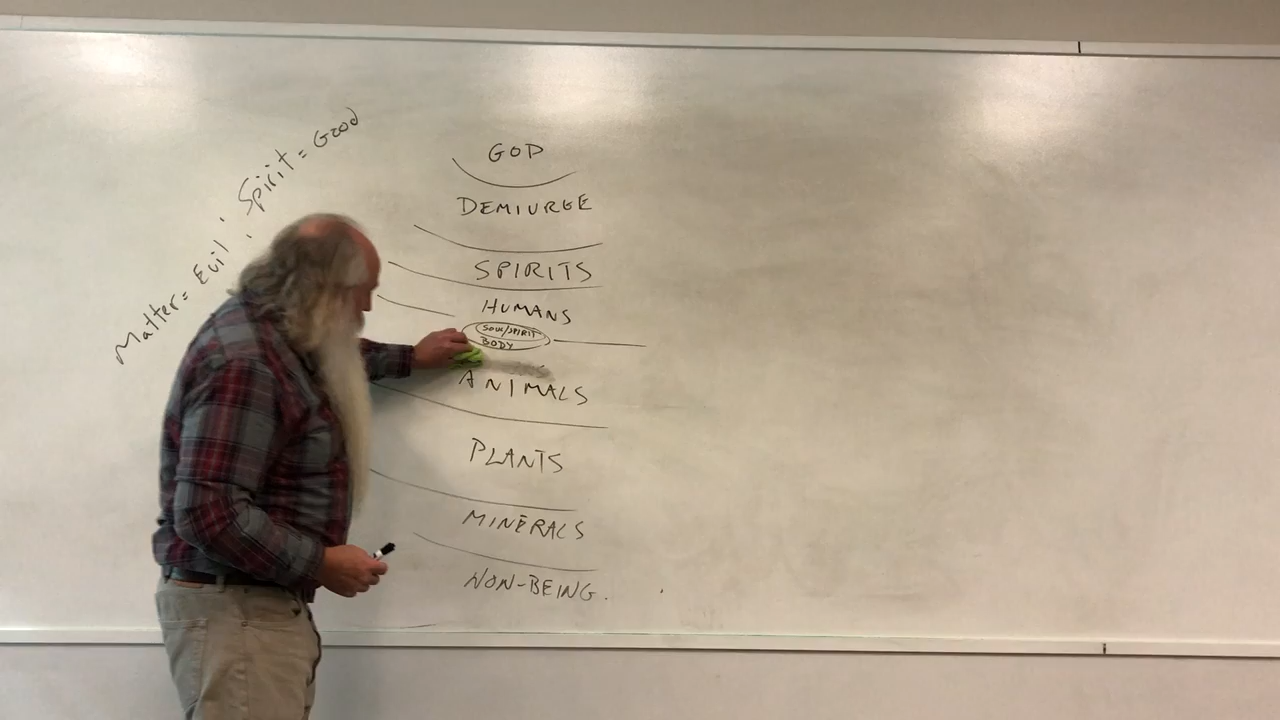 Matter = Evil ; Spirit = Good
GOD
DEMIURGE
SPIRITS
HUMANS
SOUL/SPIRIT
BODY
ANIMALS
PLANTS
MINERALS
NON-BEING.